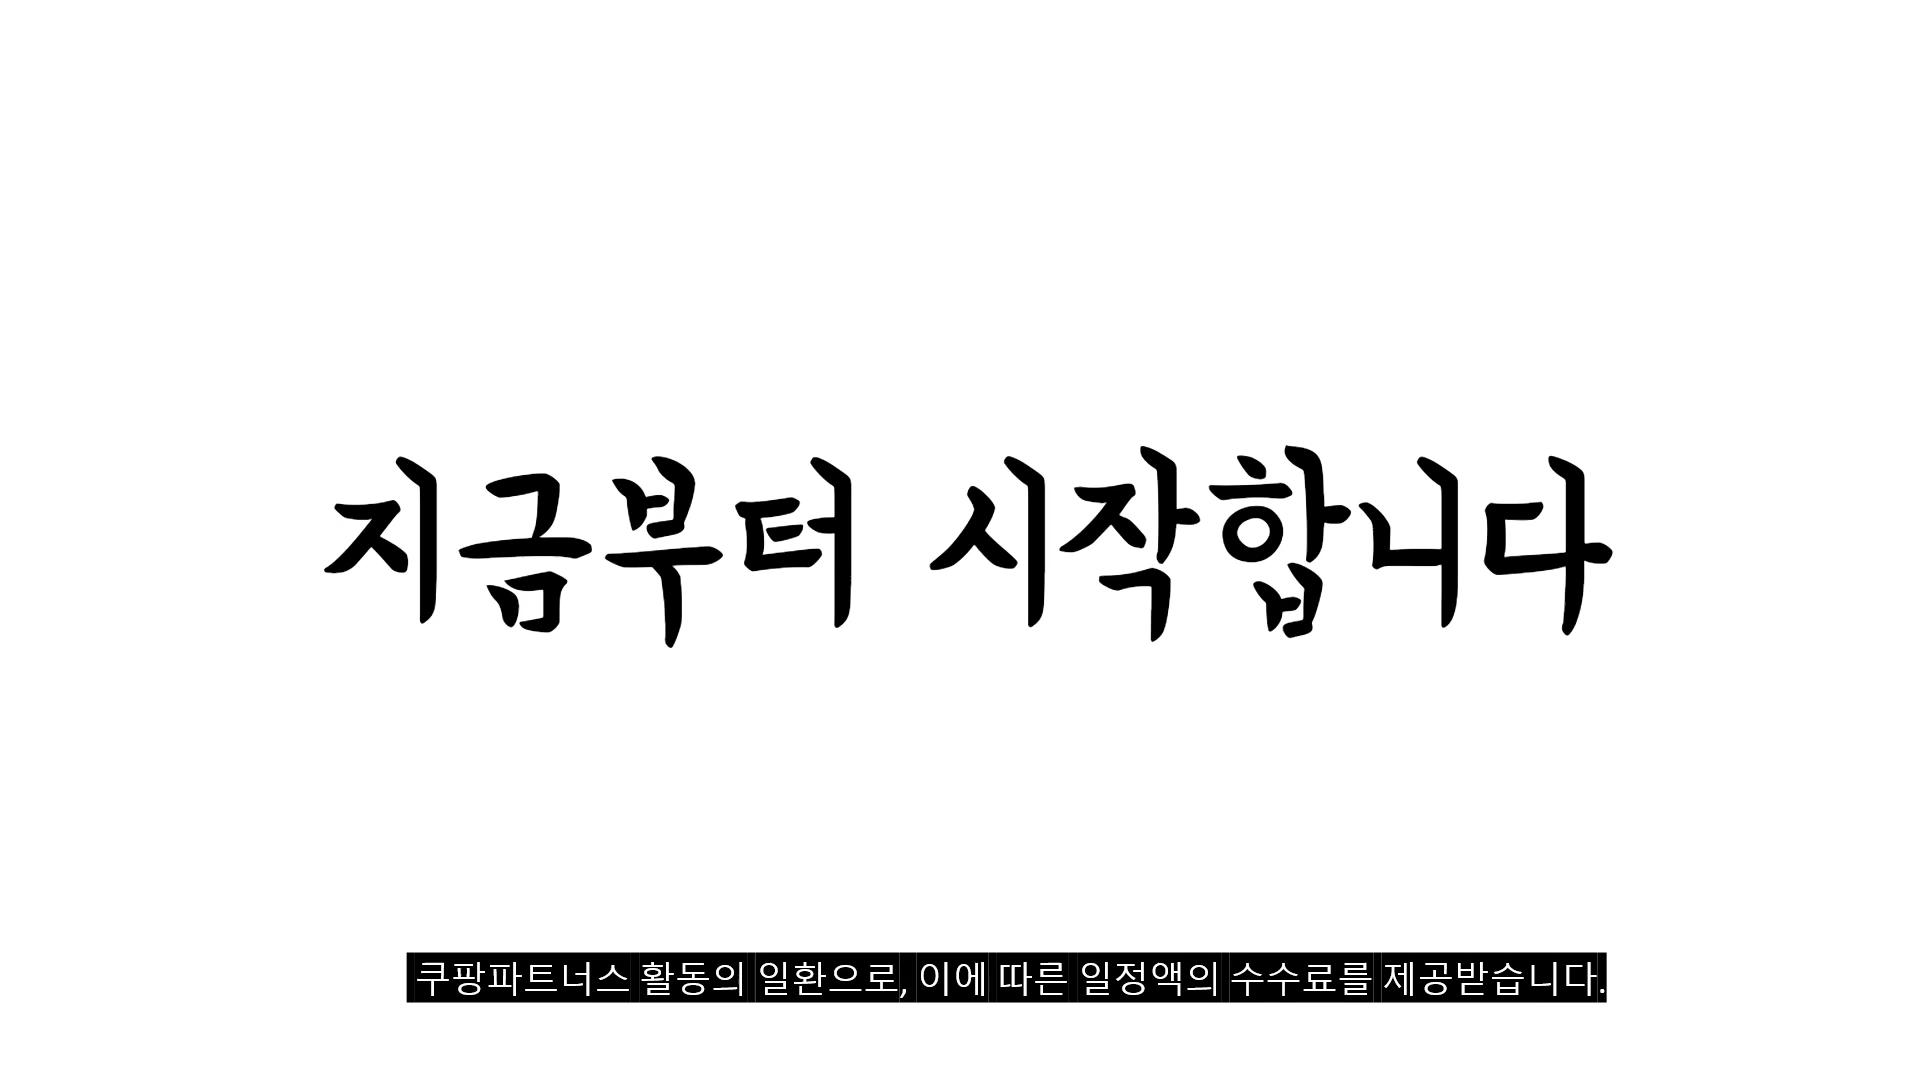 지금부터 시작합니다
쿠팡파트너스 활동의 일환으로, 이에 따른 일정액의 수수료를 제공받습니다.